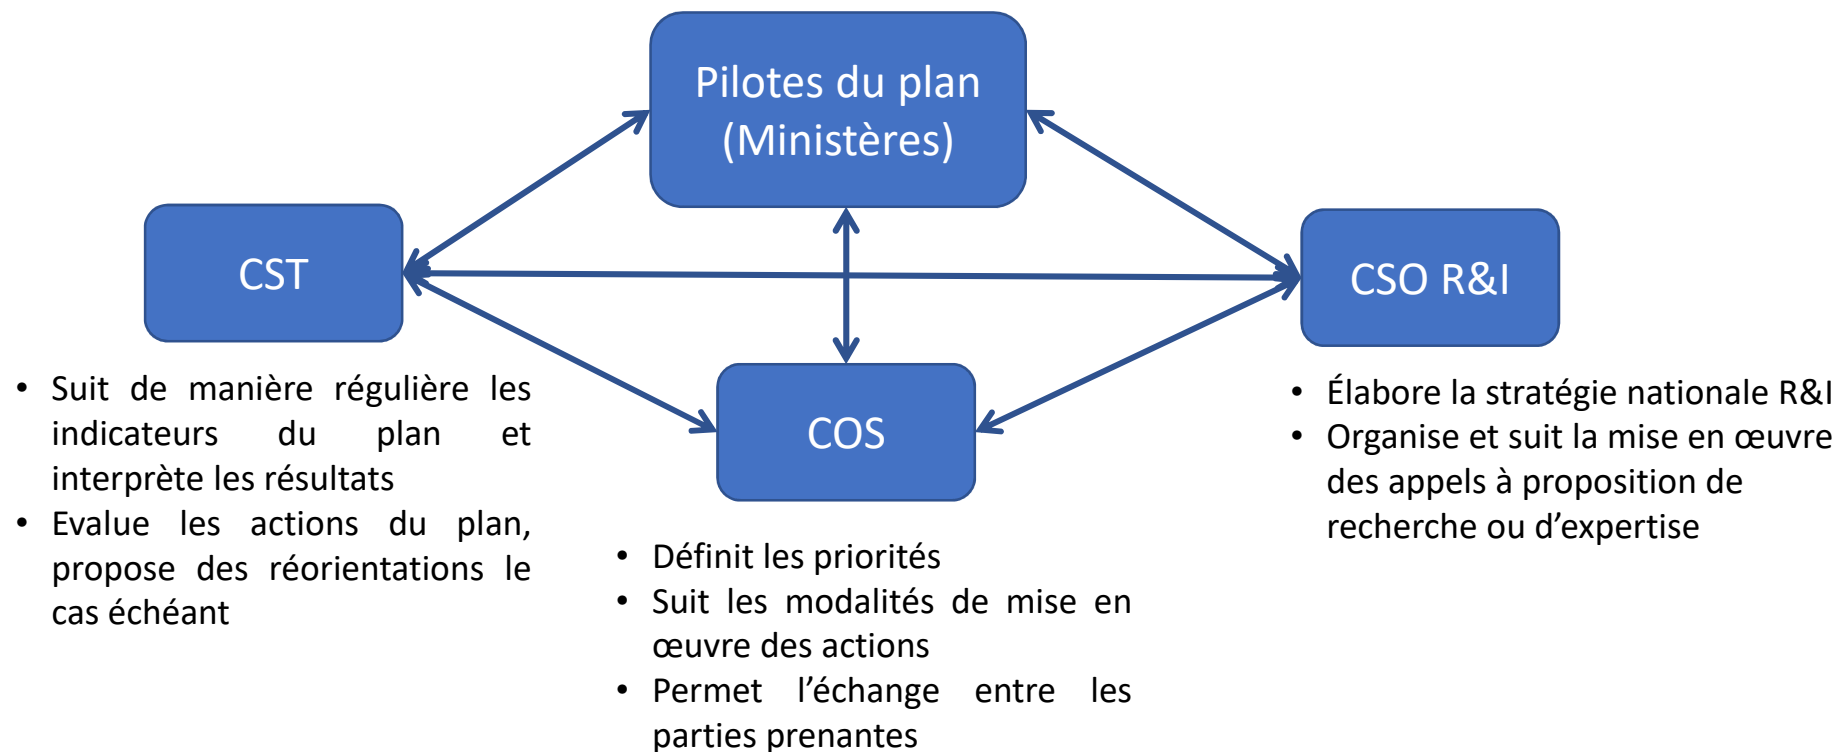 Pilotes du plan
(Ministères)
CST
CSO R&I
COS
• Suit de manière régulière les
indicateurs du plan et
interprète les résultats
• Evalue les actions du plan,
propose des réorientations le
cas échéant
• Définit les priorités
• Suit les modalités de mise en
œuvre des actions
• Permet l’échange entre les
parties prenantes
• Élabore la stratégie nationale R&I
• Organise et suit la mise en œuvre
des appels à proposition de
recherche ou d’expertise